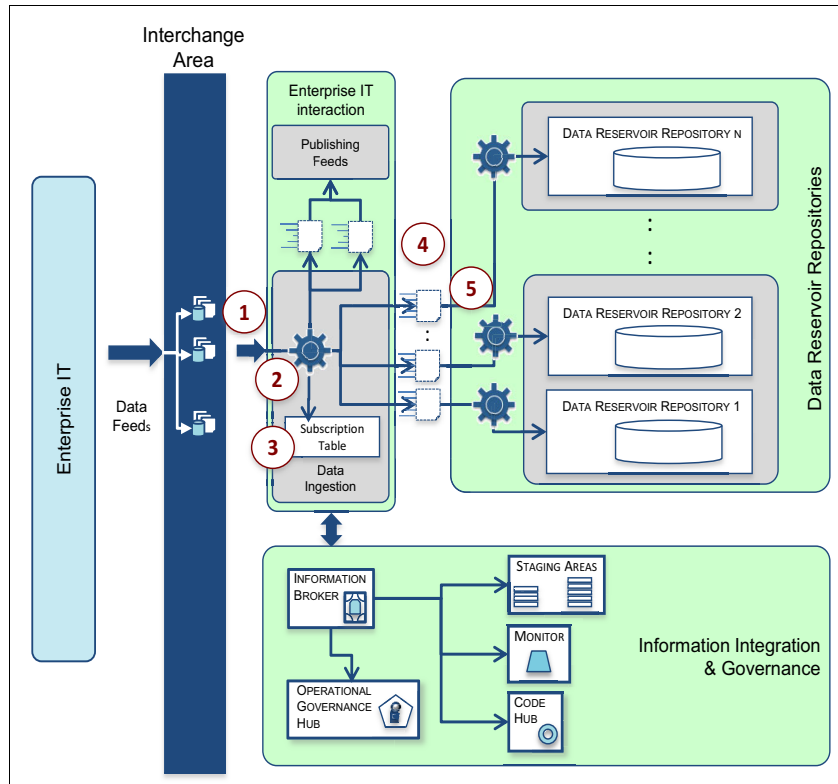 Interchange
Area
Enterprise IT
Data
Feeds
1
2
3
4
5
Enterprise IT
interaction
Publishing
Feeds
Subscription
Table
Data
Ingestion
DATA RESERVOIR REPOSITORY N
DATA RESERVOIR REPOSITORY 2
DATA RESERVOIR REPOSITORY 1
Data Reservoir Repositories
INFORMATION
BROKER
OPERATIONAL
GOVERNANCE
HUB
STAGING AREAS
MONITOR
CODE
HUB
Information Integration
& Governance